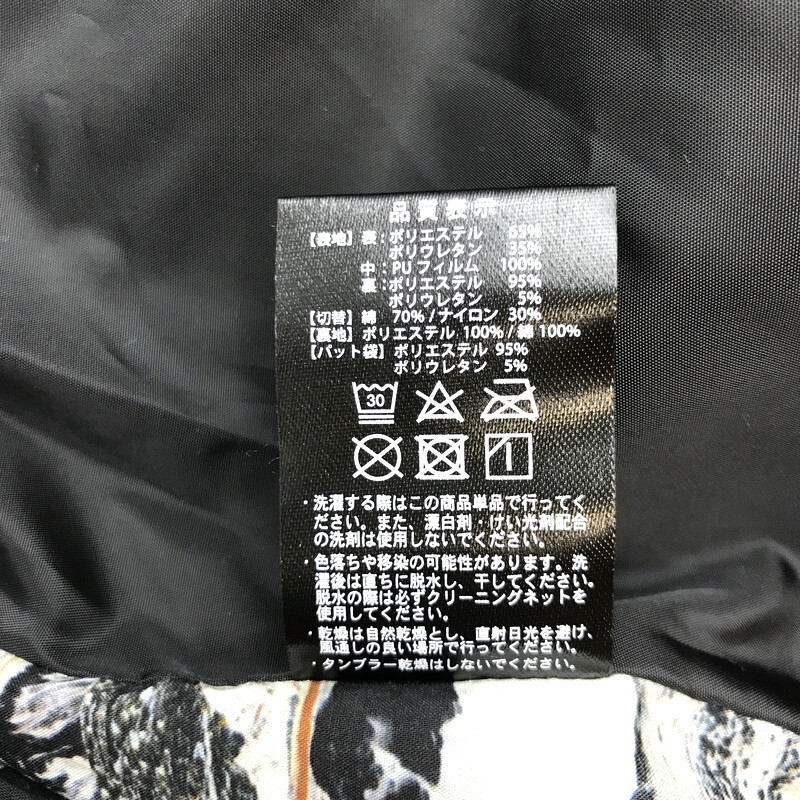 品質表示
【表地】表:ポリエステル 65%
ポリウレタン 35%
中:PUフィルム 100%
裏:ポリエステル 95%
ポリウレタン 5%
【切替】綿 70%/ナイロン 30%
【裏地】ポリエステル 100%/綿 100%
【パット袋】ポリエステル 95%
ポリウレタン 5%
30
・洗濯する際はこの商品単品で行ってく
ださい。また、漂白剤・けい光剤配合
の洗剤は使用しないでください。
・色落ちや移染の可能性があります。洗
濯後は直ちに脱水し、干してください。
脱水の際は必ずクリーニングネットを
使用してください。
・乾燥は自然乾燥とし、直射日光を避け、
風通しの良い場所で行ってください。
・タンブラー乾燥はしないでください。